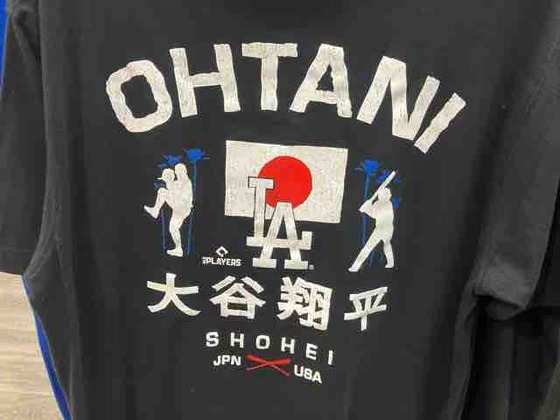 OHTANI
LA
PLAYERS
大谷翔平
SHOHEI
JPN USA